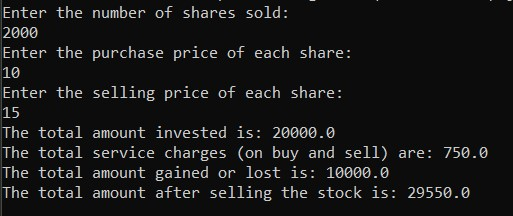 Enter the number of shares sold:
2000
Enter the purchase price of each share:
10
Enter the selling price of each share:
15
The total amount invested is: 20000.0
The total service charges (on buy and sell) are: 750.0
The total amount gained or lost is: 10000.0
The total amount after selling the stock is: 29550.0